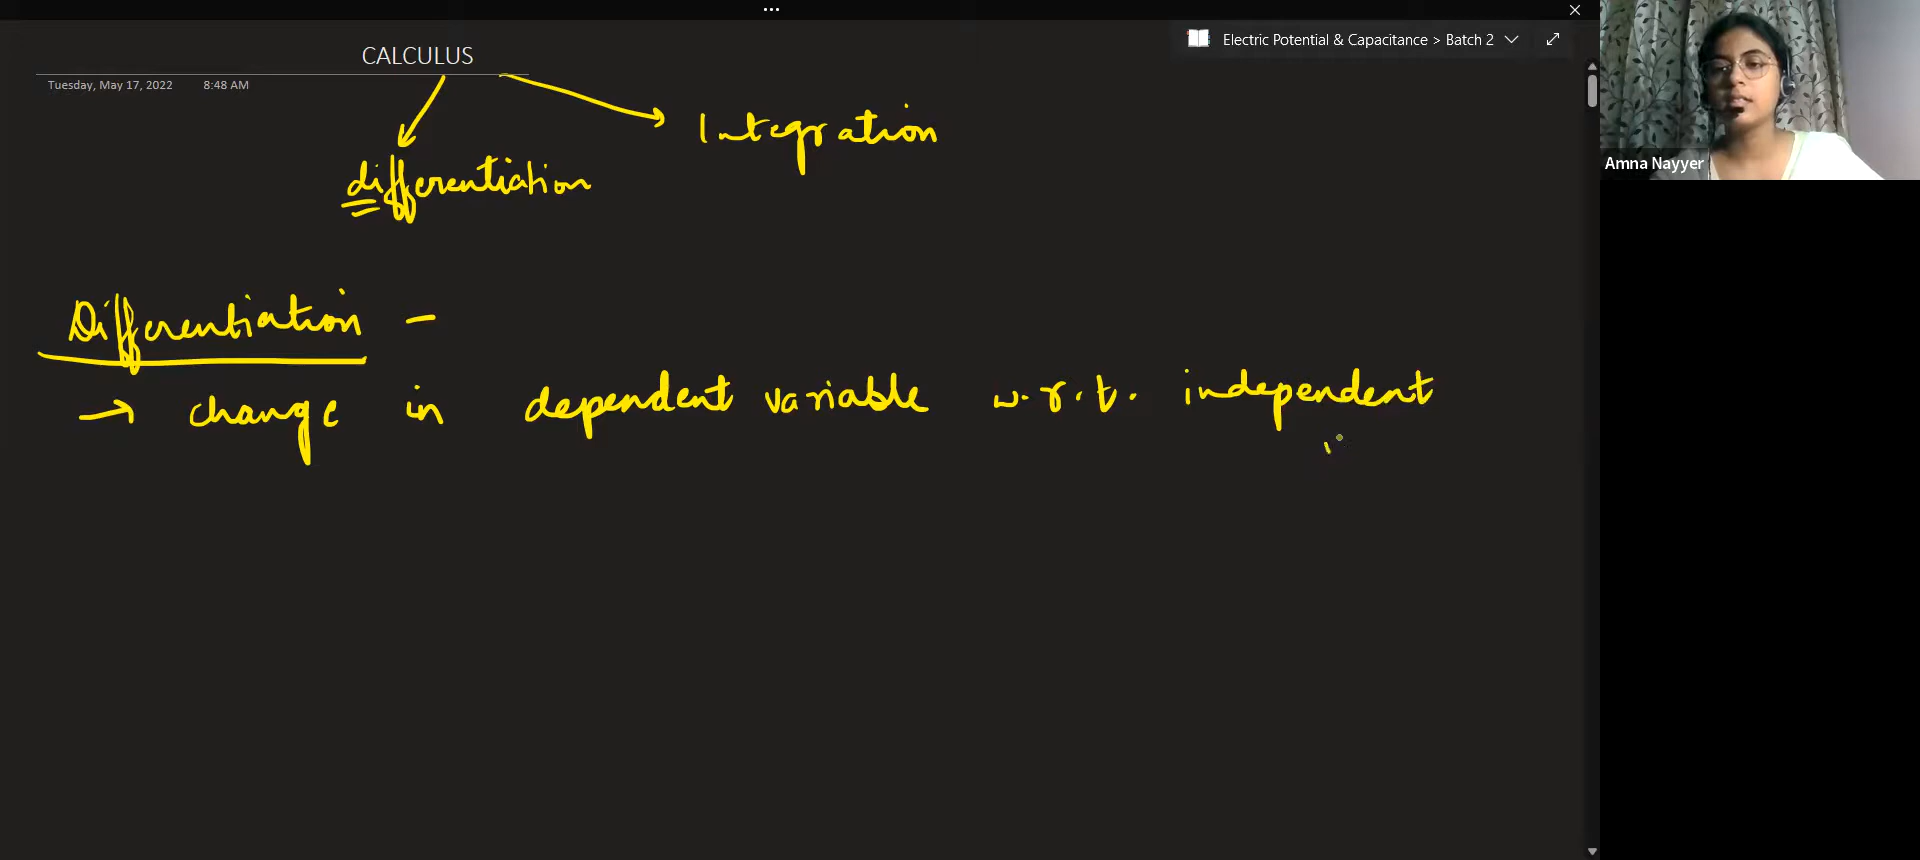 CALCULUS
Electric Potential & Capacitance > Batch 2
Tuesday, May 17, 2022 8:48 AM
Integration
differentiation
Differentiation -
→ change in dependent variable w.r.t. independent
Amna Nayyer